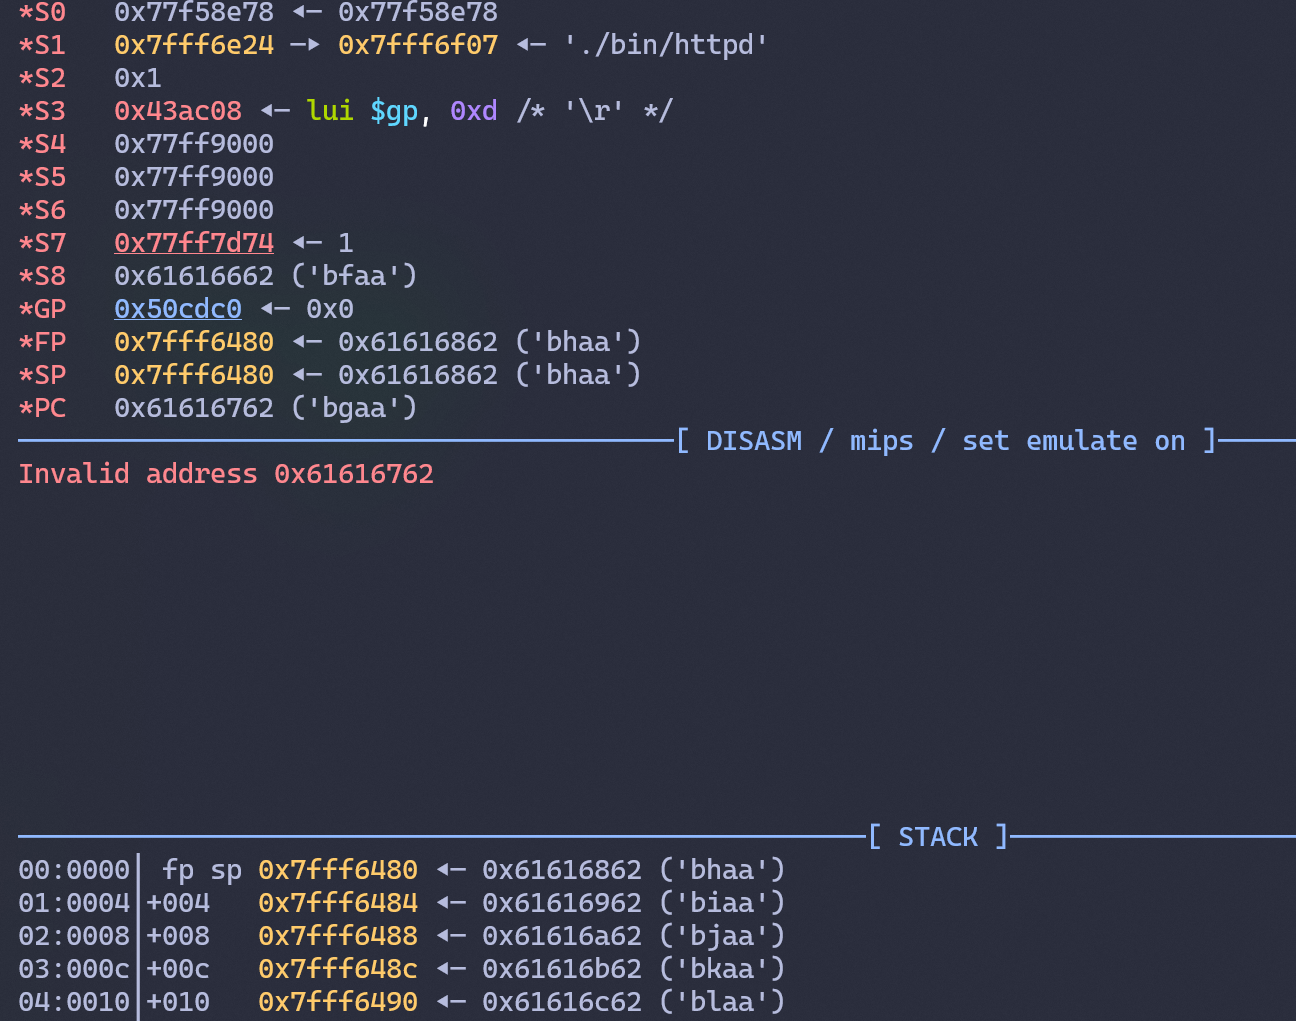 *S0 0x77f58e78 ◂— 0x77f58e78
*S1 0x7fff6e24 —▸ 0x7fff6f07 ◂— './bin/httpd'
*S2 0x1
*S3 0x43ac08 ◂— lui $gp, 0xd /* '\r' */
*S4 0x77ff9000
*S5 0x77ff9000
*S6 0x77ff9000
*S7 0x77ff7d74 ◂— 1
*S8 0x61616662 ('bfaa')
*GP 0x50cdc0 ◂— 0x0
*FP 0x7fff6480 ◂— 0x61616862 ('bhaa')
*SP 0x7fff6480 ◂— 0x61616862 ('bhaa')
*PC 0x61616762 ('bgaa')
[ DISASM / mips / set emulate on ]
Invalid address 0x61616762
[ STACK ]
00:0000│ fp sp 0x7fff6480 ◂— 0x61616862 ('bhaa')
01:0004│+004 0x7fff6484 ◂— 0x61616962 ('biaa')
02:0008│+008 0x7fff6488 ◂— 0x61616a62 ('bjaa')
03:000c│+00c 0x7fff648c ◂— 0x61616b62 ('bkaa')
04:0010│+010 0x7fff6490 ◂— 0x61616c62 ('blaa')